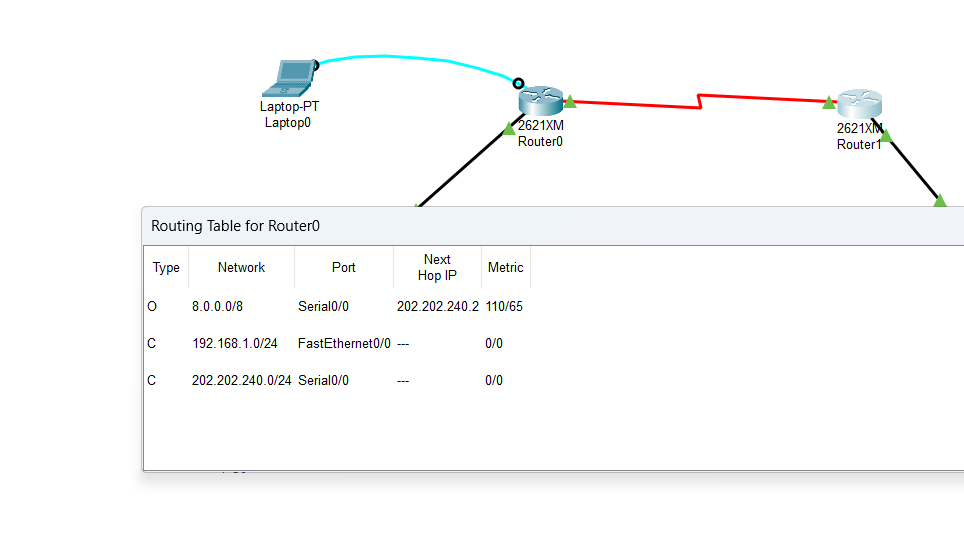 Laptop-PT
Laptop0
2621XM
Router0
2621XM
Router1
Routing Table for Router0
Type Network Port Next Hop IP Metric
O 8.0.0.0/8 Serial0/0 202.202.240.2 110/65
C 192.168.1.0/24 FastEthernet0/0 --- 0/0
C 202.202.240.0/24 Serial0/0 --- 0/0